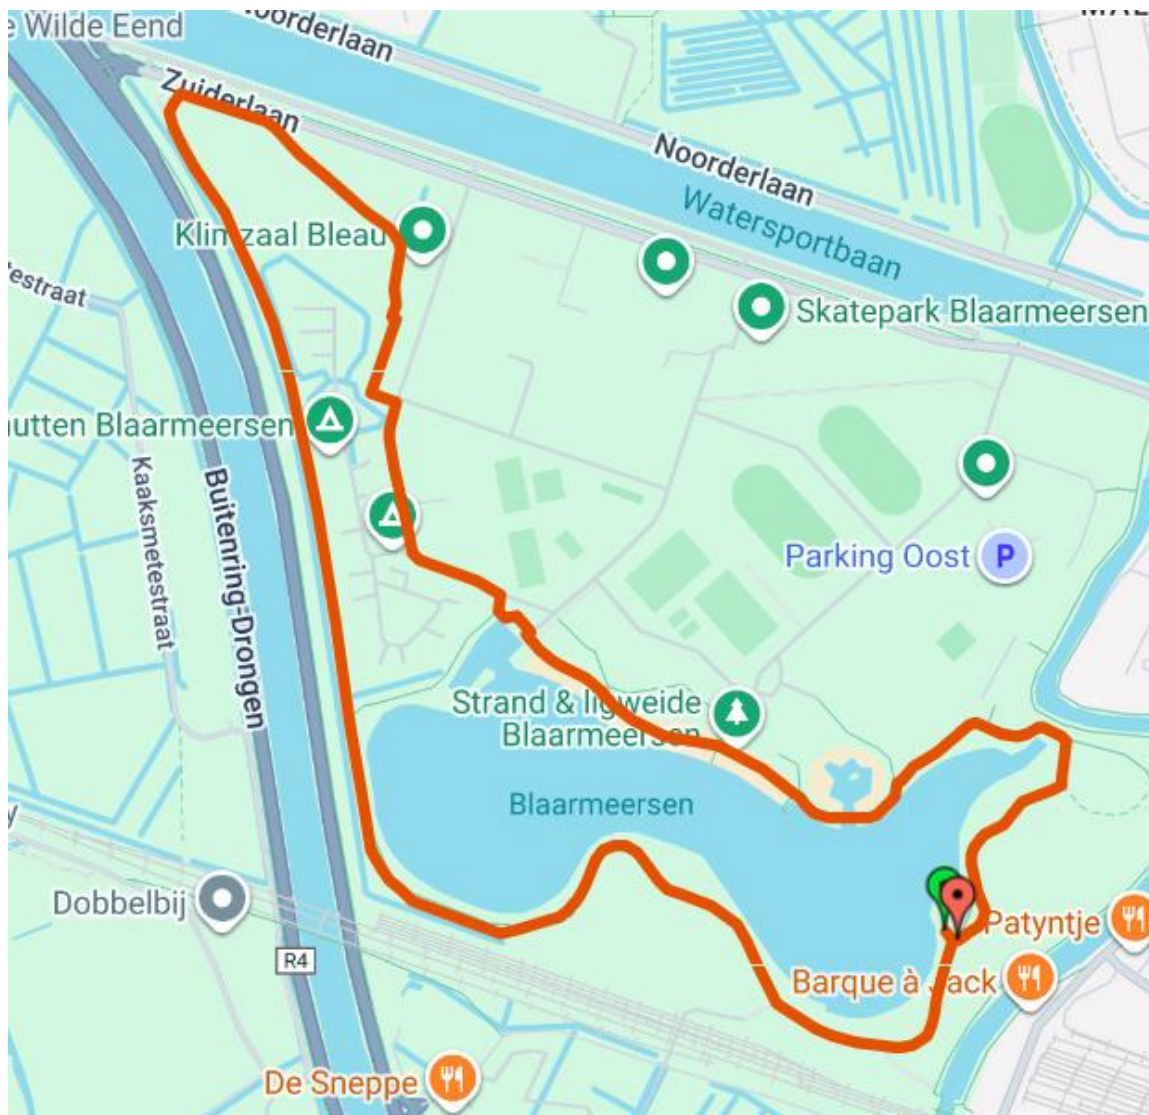 e Wilde Eend
oorderlaan
Zuiderlaan
Noorderlaan
Watersportbaan
Klimzaal Bleau
estraat
Skatepark Blaarmeersen
utten Blaarmeersen
Kaaksmetestraat
Buitenring-Drongen
Parking Oost
P
Strand & ligweide
Blaarmeersen
Blaarmeersen
Dobbelbij
R4
Patyntje
Barque à Jack
De Sneppe